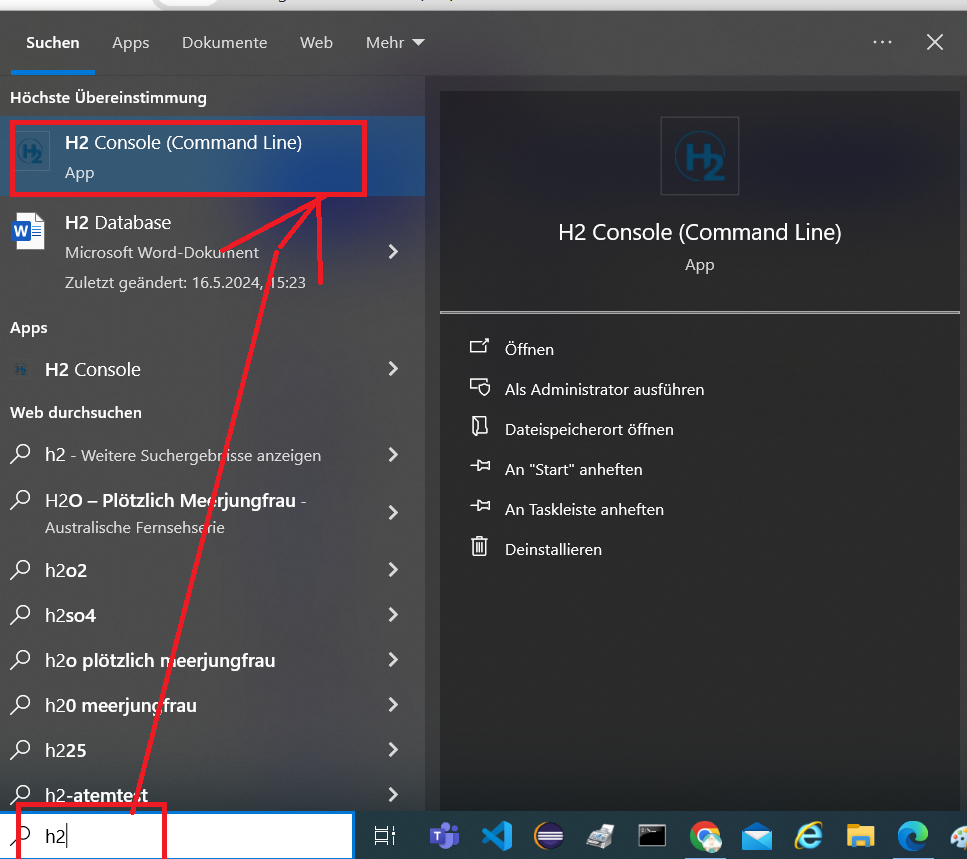 Suchen Apps Dokumente Web Mehr
Höchste Übereinstimmung
H2 Console (Command Line)
App
H2 Database
Microsoft Word-Dokument
Zuletzt geändert: 16.5.2024, 15:23
Apps
H2 Console
Web durchsuchen
h2 - Weitere Suchergebnisse anzeigen
H2O – Plötzlich Meerjungfrau -
Australische Fernsehserie
h2o2
h2so4
h2o plötzlich meerjungfrau
h20 meerjungfrau
h225
h2-atemtest
h2
H2
H2 Console (Command Line)
App
Öffnen
Als Administrator ausführen
Dateispeicherort öffnen
An "Start" anheften
An Taskleiste anheften
Deinstallieren